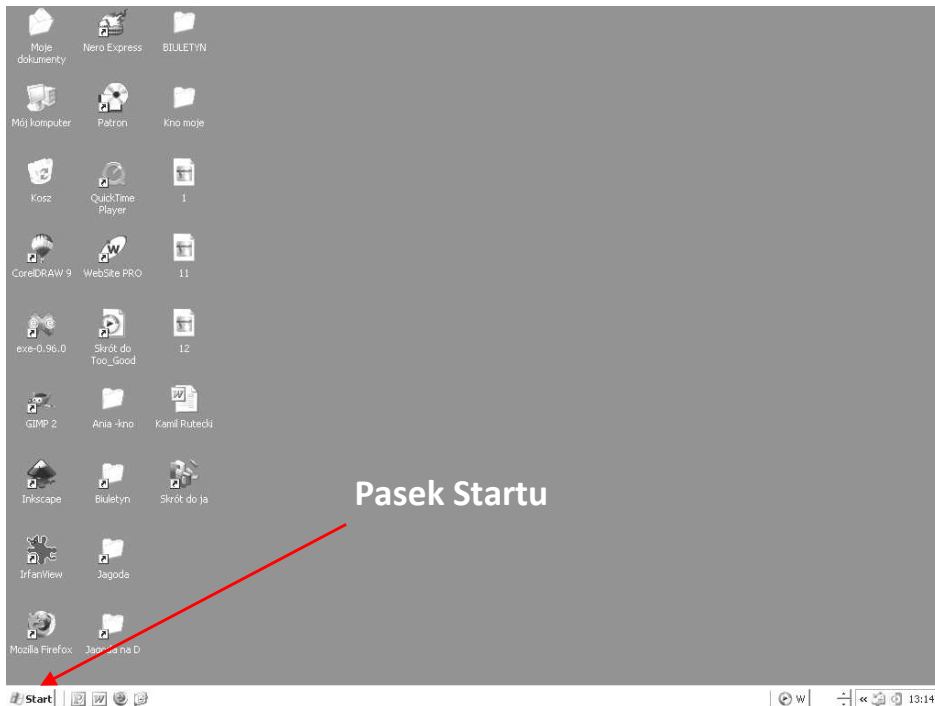 Moje
dokumenty
Nero Express
BIULETYN
Mój komputer
Patron
Kno moje
Kosz
QuickTime
Player
1
CorelDRAW 9
WebSite PRO
11
exe-0.96.0
Skrót do
Too_Good
12
GIMP 2
Ania -kno
Kamil Rutecki
Inkscape
Biuletyn
Skrót do ja
Pasek Startu
IrfanView
Jagoda
Mozilla Firefox
Jagoda na D
Start
W
13:14